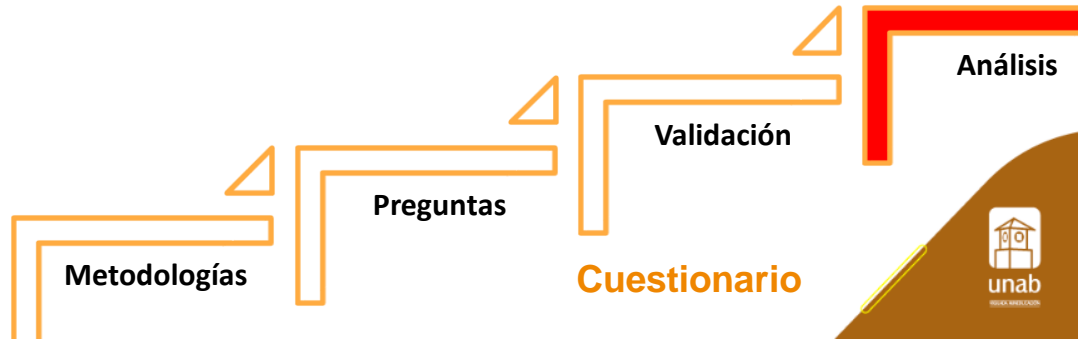 Análisis
Validación
Preguntas
Metodologías
Cuestionario
unab